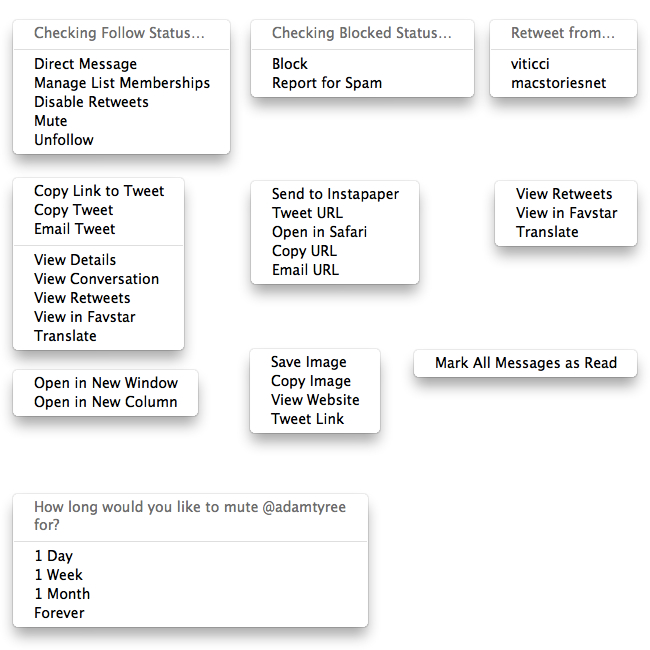 Checking Follow Status...
Direct Message
Manage List Memberships
Disable Retweets
Mute
Unfollow
Checking Blocked Status...
Block
Report for Spam
Retweet from...
viticci
macstoriesnet
Copy Link to Tweet
Copy Tweet
Email Tweet
View Details
View Conversation
View Retweets
View in Favstar
Translate
Send to Instapaper
Tweet URL
Open in Safari
Copy URL
Email URL
View Retweets
View in Favstar
Translate
Open in New Window
Open in New Column
Save Image
Copy Image
View Website
Tweet Link
Mark All Messages as Read
How long would you like to mute @adamtyree
for?
1 Day
1 Week
1 Month
Forever